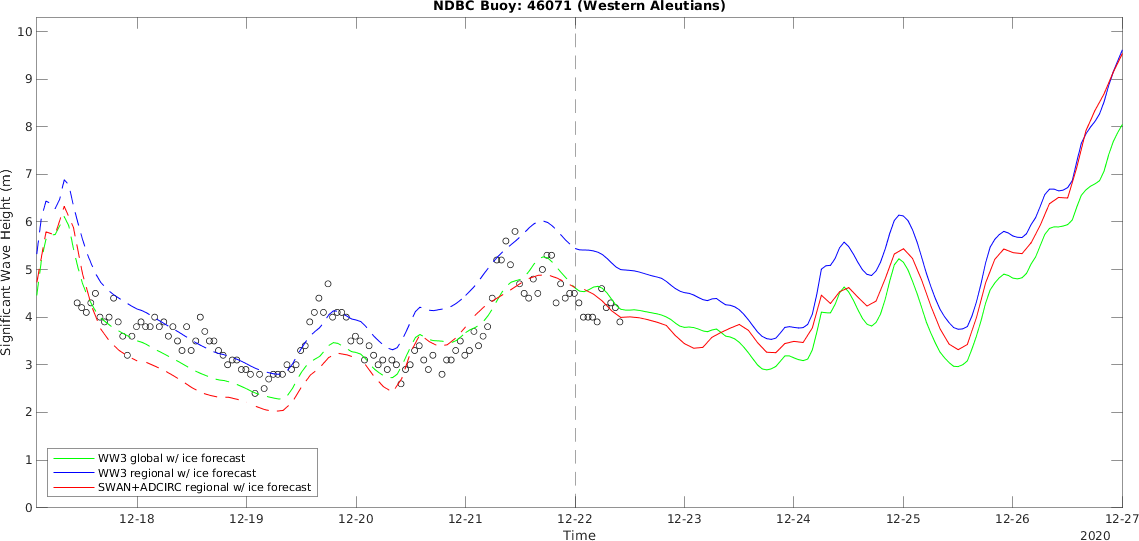 NDBC Buoy: 46071 (Western Aleutians)
Significant Wave Height (m)
10
9
8
7
6
5
4
3
2
1
0
WW3 global w/ ice forecast
WW3 regional w/ ice forecast
SWAN+ADCIRC regional w/ ice forecast
12-18 12-19 12-20 12-21 12-22 12-23 12-24 12-25 12-26 12-27
Time
2020